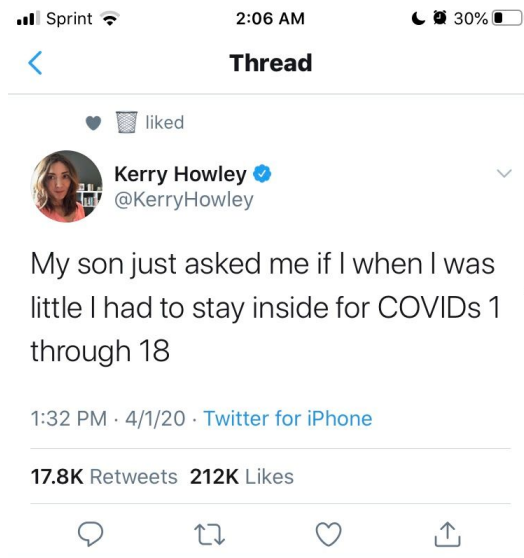 Sprint 2:06 AM 30%
Thread
liked
Kerry Howley
@KerryHowley
My son just asked me if I when I was
little I had to stay inside for COVIDs 1
through 18
1:32 PM · 4/1/20 · Twitter for iPhone
17.8K Retweets 212K Likes